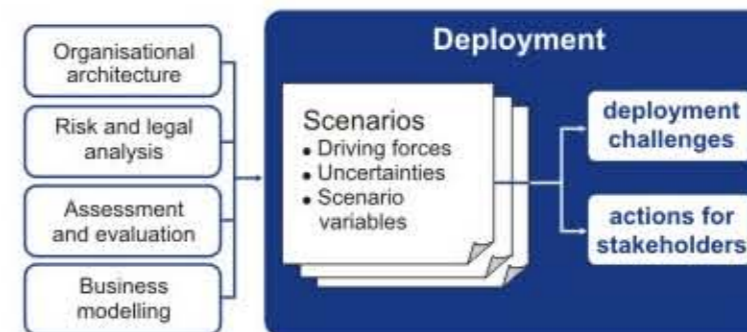 Organisational
architecture
Risk and legal
analysis
Assessment
and evaluation
Business
modelling
Deployment
Scenarios
• Driving forces
• Uncertainties
• Scenario
variables
deployment
challenges
actions for
stakeholders